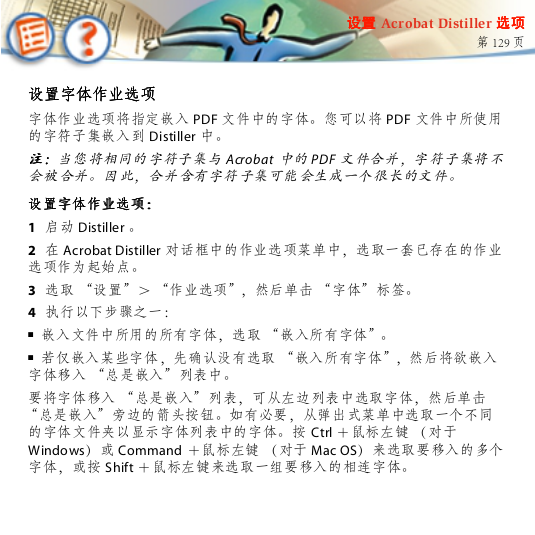 设置 Acrobat Distiller 选项
第 129 页
设置字体作业选项
字体作业选项将指定嵌入 PDF 文件中的字体。您可以将 PDF 文件中所使用
的字符子集嵌入到 Distiller 中。
注：当您将相同的字符子集与 Acrobat 中的 PDF 文件合并，字符子集将不
会被合并。因此，合并含有字符子集可能会生成一个很长的文件。
设置字体作业选项：
1 启动 Distiller 。
2 在 Acrobat Distiller 对话框中的作业选项菜单中，选取一套已存在的作业
选项作为起始点。
3 选取 “设置”＞ “作业选项”，然后单击 “字体”标签。
4 执行以下步骤之一：
■ 嵌入文件中所用的所有字体，选取 “嵌入所有字体”。
■ 若仅嵌入某些字体，先确认没有选取 “嵌入所有字体”，然后将欲嵌入
字体移入 “总是嵌入”列表中。
要将字体移入 “总是嵌入”列表，可从左边列表中选取字体，然后单击
“总是嵌入”旁边的箭头按钮。如有必要，从弹出式菜单中选取一个不同
的字体文件夹以显示字体列表中的字体。按 Ctrl ＋鼠标左键 （对于
Windows）或 Command ＋鼠标左键 （对于 Mac OS）来选取要移入的多个
字体，或按 Shift ＋鼠标左键来选取一组要移入的相连字体。